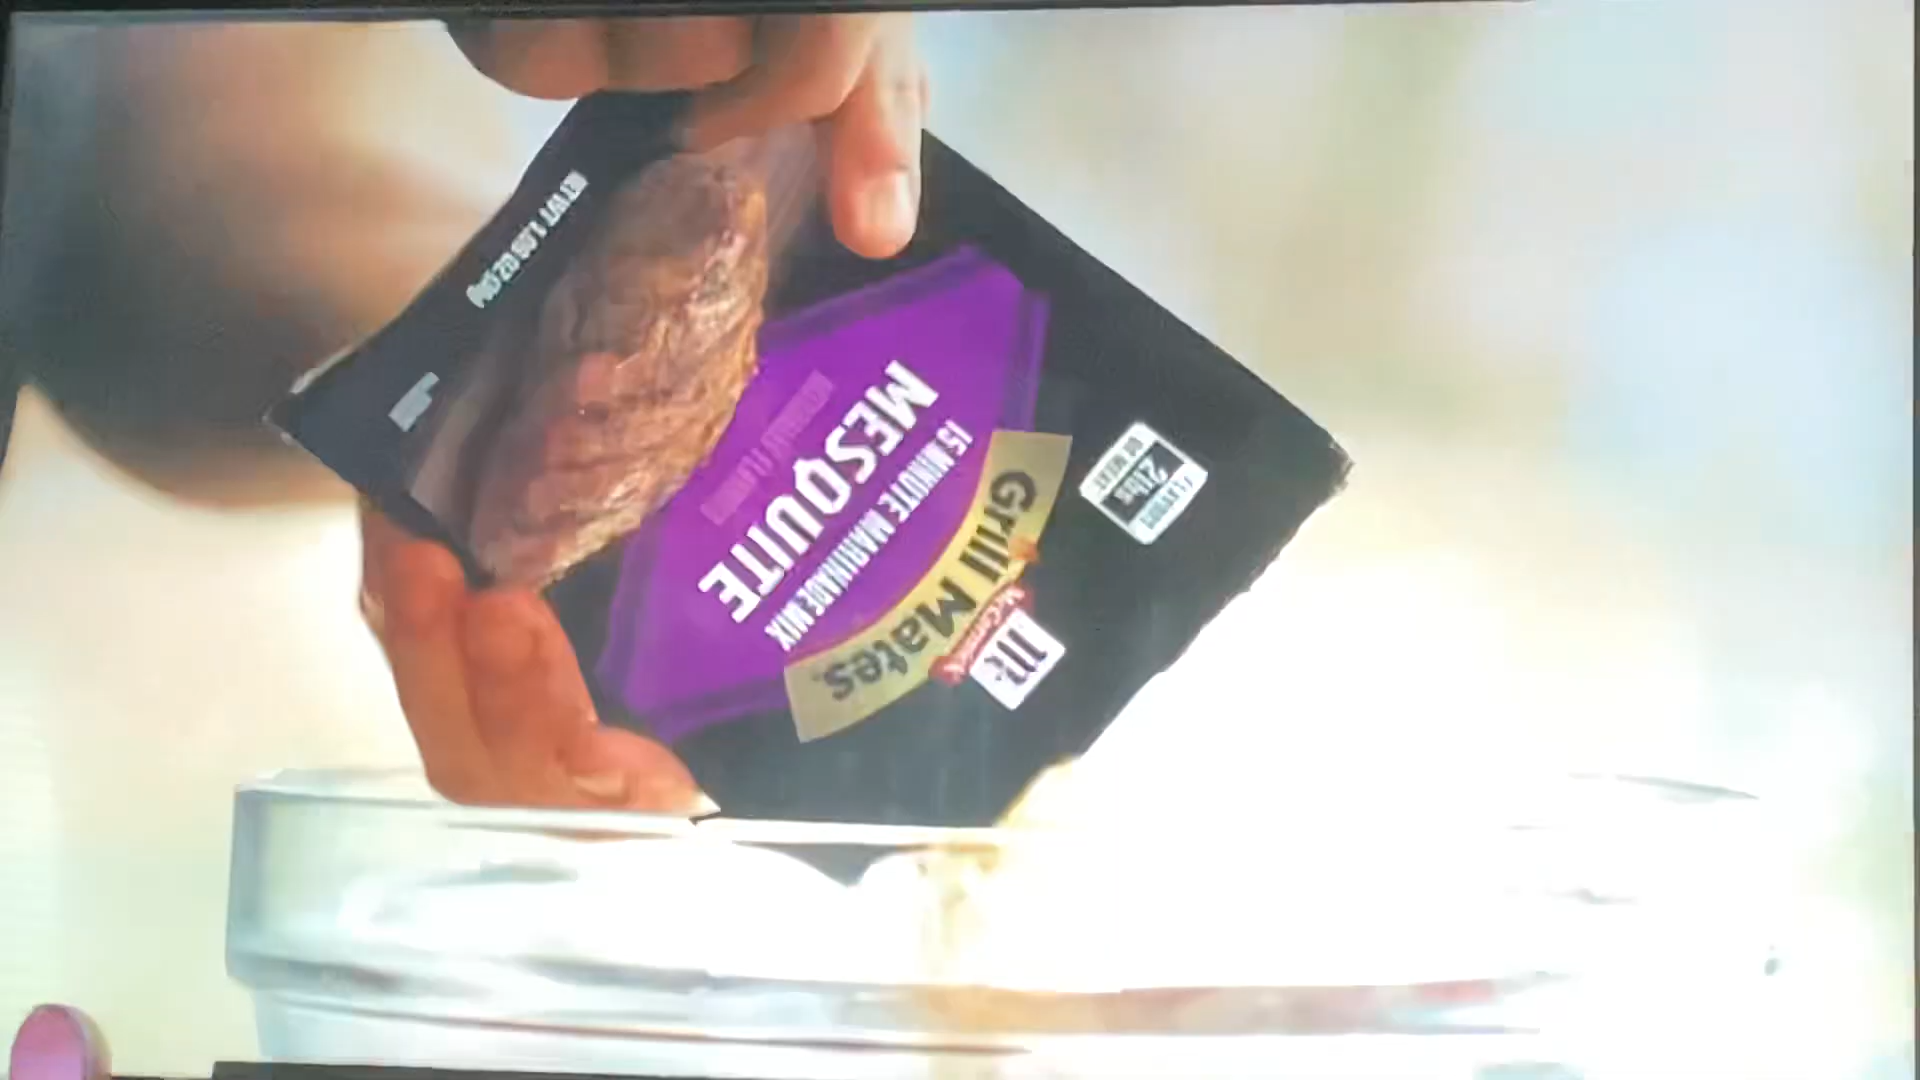 McCormick
Grill Mates
15 MINUTE MARINADE MIX
MESQUITE
FLAVORS
2 lbs
OF MEAT
NET WT 1.06 OZ (30g)